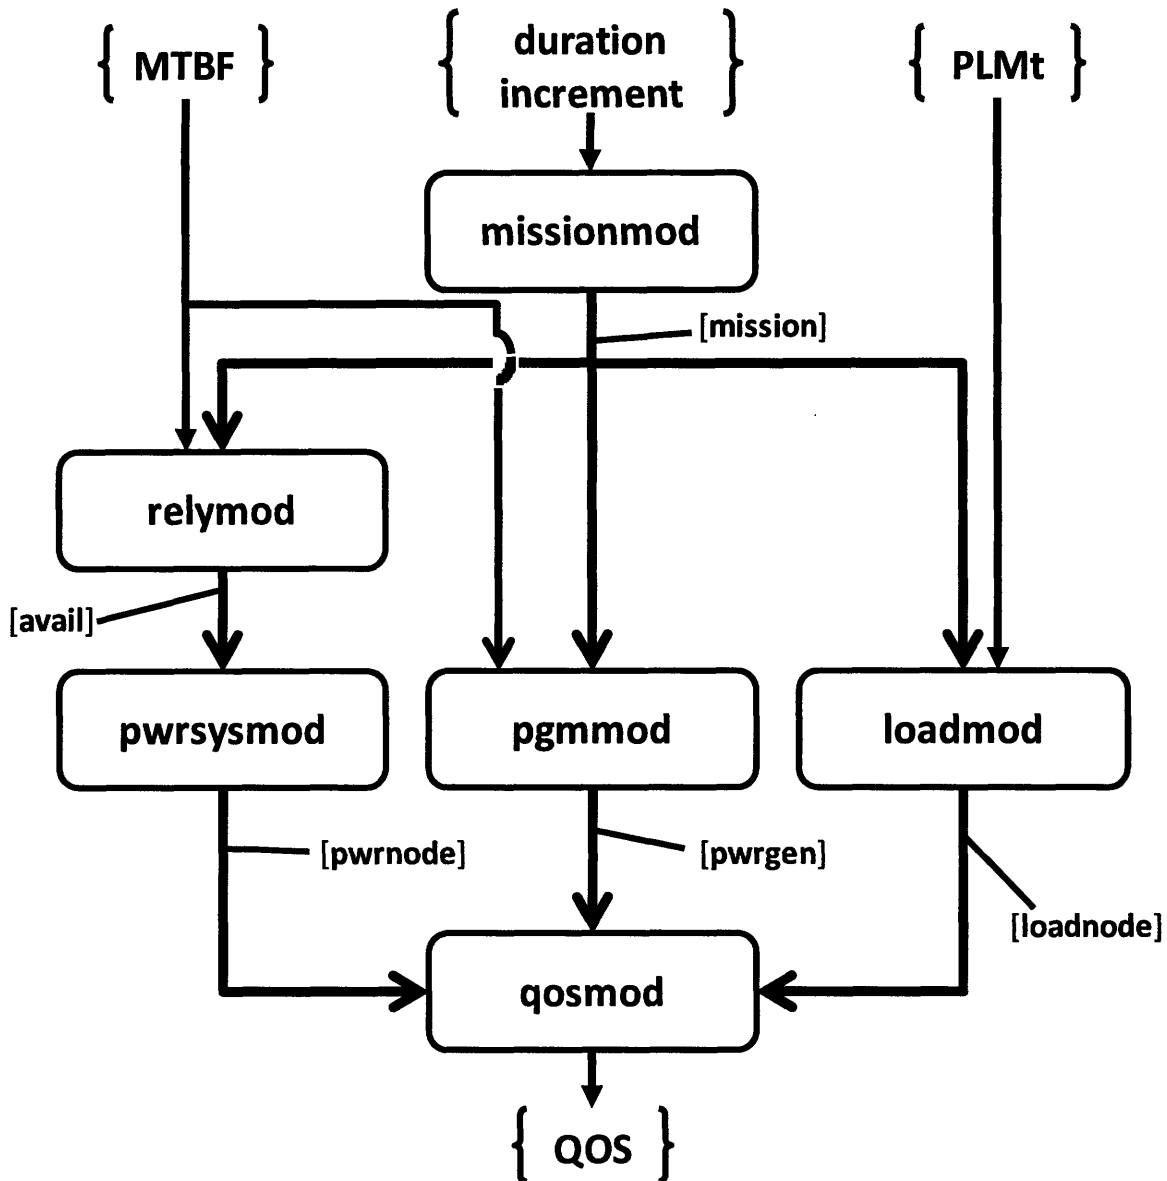 { MTBF }
{ duration
increment }
{ PLMt }
missionmod
[mission]
relymod
[avail]
pwrsysmod
pgmmod
loadmod
[pwrnode]
[pwrgen]
[loadnode]
qosmod
{ QOS }